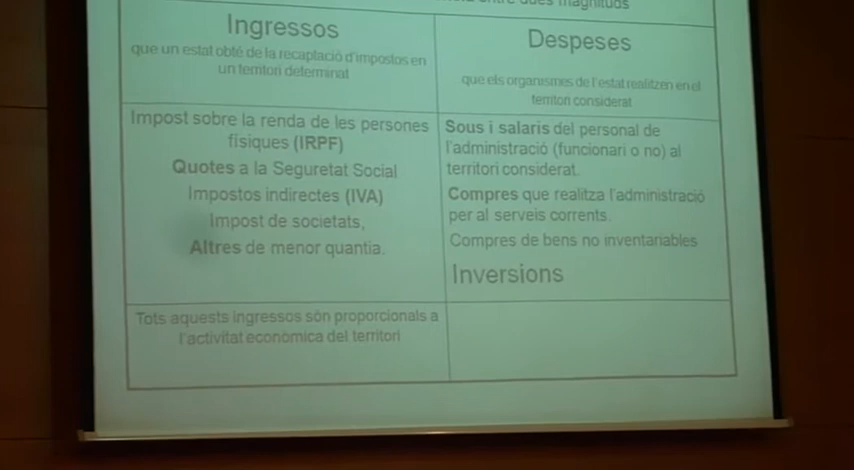 entre dues magnituds
Ingressos
que un estat obté de la recaptació d'impostos en
un territori determinat
Despeses
que els organismes de l'estat realitzen en el
territori considerat
Impost sobre la renda de les persones
físiques (IRPF)
Quotes a la Seguretat Social
Impostos indirectes (IVA)
Impost de societats,
Altres de menor quantia.
Sous i salaris del personal de
l'administració (funcionari o no) al
territori considerat.
Compres que realitza l'administració
per al serveis corrents.
Compres de bens no inventariables
Inversions
Tots aquests ingressos són proporcionals a
l'activitat econòmica del territori